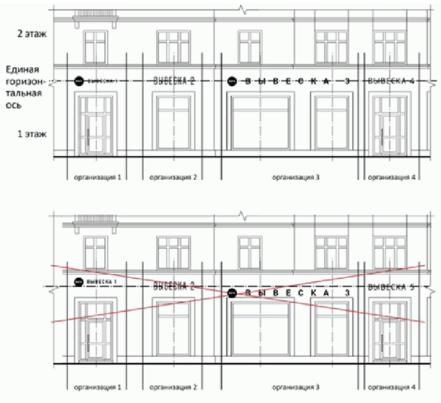 2 этаж
Единая
горизон-
тальная
ось
ВЫВЕСКА 1
ВЫВЕСКА 2
ВЫВЕСКА 3
ВЫВЕСКА 4
1 этаж
организация 1
организация 2
организация 3
организация 4
ВЫВЕСКА 1
ВЫВЕСКА 2
ВЫВЕСКА 3
ВЫВЕСКА 5
организация 1
организация 2
организация 3
организация 4